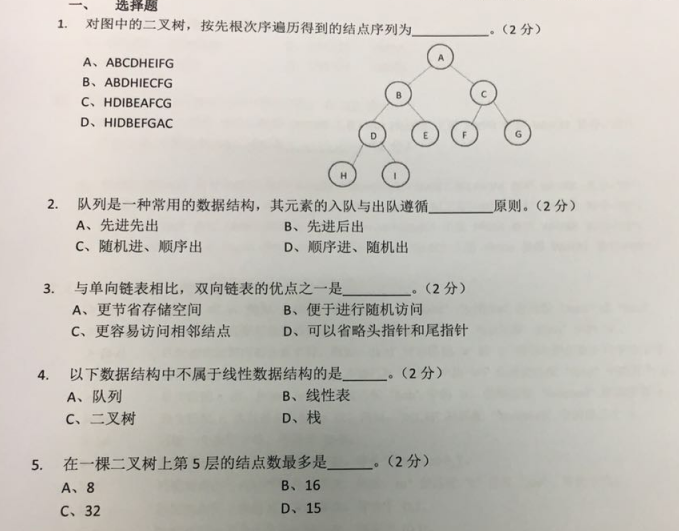 一、 选择题
1. 对图中的二叉树，按先根次序遍历得到的结点序列为________。（2 分）
A、ABCDHEIFG
B、ABDHIECFG
C、HDIBEAFCG
D、HIDBEFGAC
A
B C
D E F G
H I
2. 队列是一种常用的数据结构，其元素的入队与出队遵循________原则。（2 分）
A、先进先出 B、先进后出
C、随机进、顺序出 D、顺序进、随机出
3. 与单向链表相比，双向链表的优点之一是________。（2 分）
A、更节省存储空间 B、便于进行随机访问
C、更容易访问相邻结点 D、可以省略头指针和尾指针
4. 以下数据结构中不属于线性数据结构的是______。（2 分）
A、队列 B、线性表
C、二叉树 D、栈
5. 在一棵二叉树上第 5 层的结点数最多是______。（2 分）
A、8 B、16
C、32 D、15